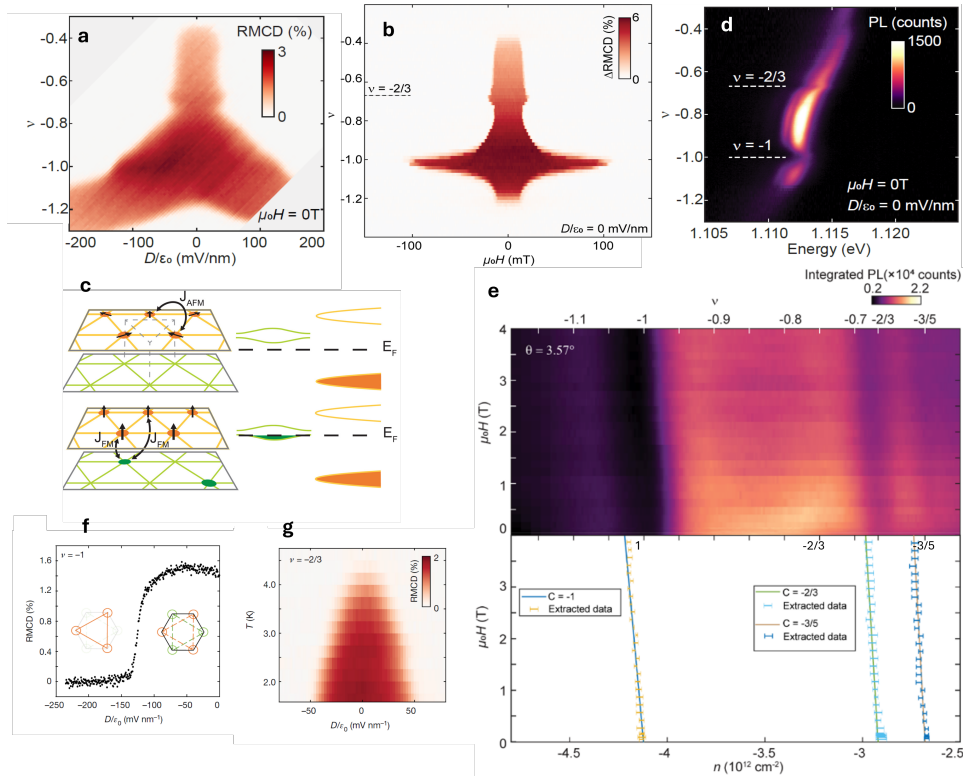 a
RMCD (%)
3
0
ν
-0.4
-0.6
-0.8
-1.0
-1.2
μ₀H = 0T
-200
-100
0
100
200
D/ε₀ (mV/nm)
b
ΔRMCD (%)
6
0
ν
-0.4
-0.6
ν = -2/3
-0.8
-1.0
-1.2
D/ε₀ = 0 mV/nm
-100
0
100
μ₀H (mT)
d
PL (counts)
1500
0
ν
-0.4
-0.6
ν = -2/3
-0.8
ν = -1
-1.0
-1.2
μ₀H = 0T
D/ε₀ = 0 mV/nm
1.105
1.110
1.115
1.120
Energy (eV)
c
J_AFM
E_F
J_FM
J_FM
E_F
e
Integrated PL(×10⁴ counts)
0.2
2.2
ν
-1.1
-1
-0.9
-0.8
-0.7
-2/3
-3/5
θ = 3.57°
μ₀H (T)
4
3
2
1
0
1
-2/3
-3/5
C = -1
Extracted data
C = -2/3
Extracted data
C = -3/5
Extracted data
μ₀H (T)
3
2
1
0
-4.5
-4
-3.5
-3
-2.5
n (10¹² cm⁻²)
f
ν = −1
RMCD (%)
1.5
1.0
0.5
0
−250
−200
−150
−100
−50
0
D/ε₀ (mV nm⁻¹)
g
ν = −2/3
RMCD (%)
2
0
T (K)
4.0
3.0
2.0
−50
0
50
D/ε₀ (mV nm⁻¹)